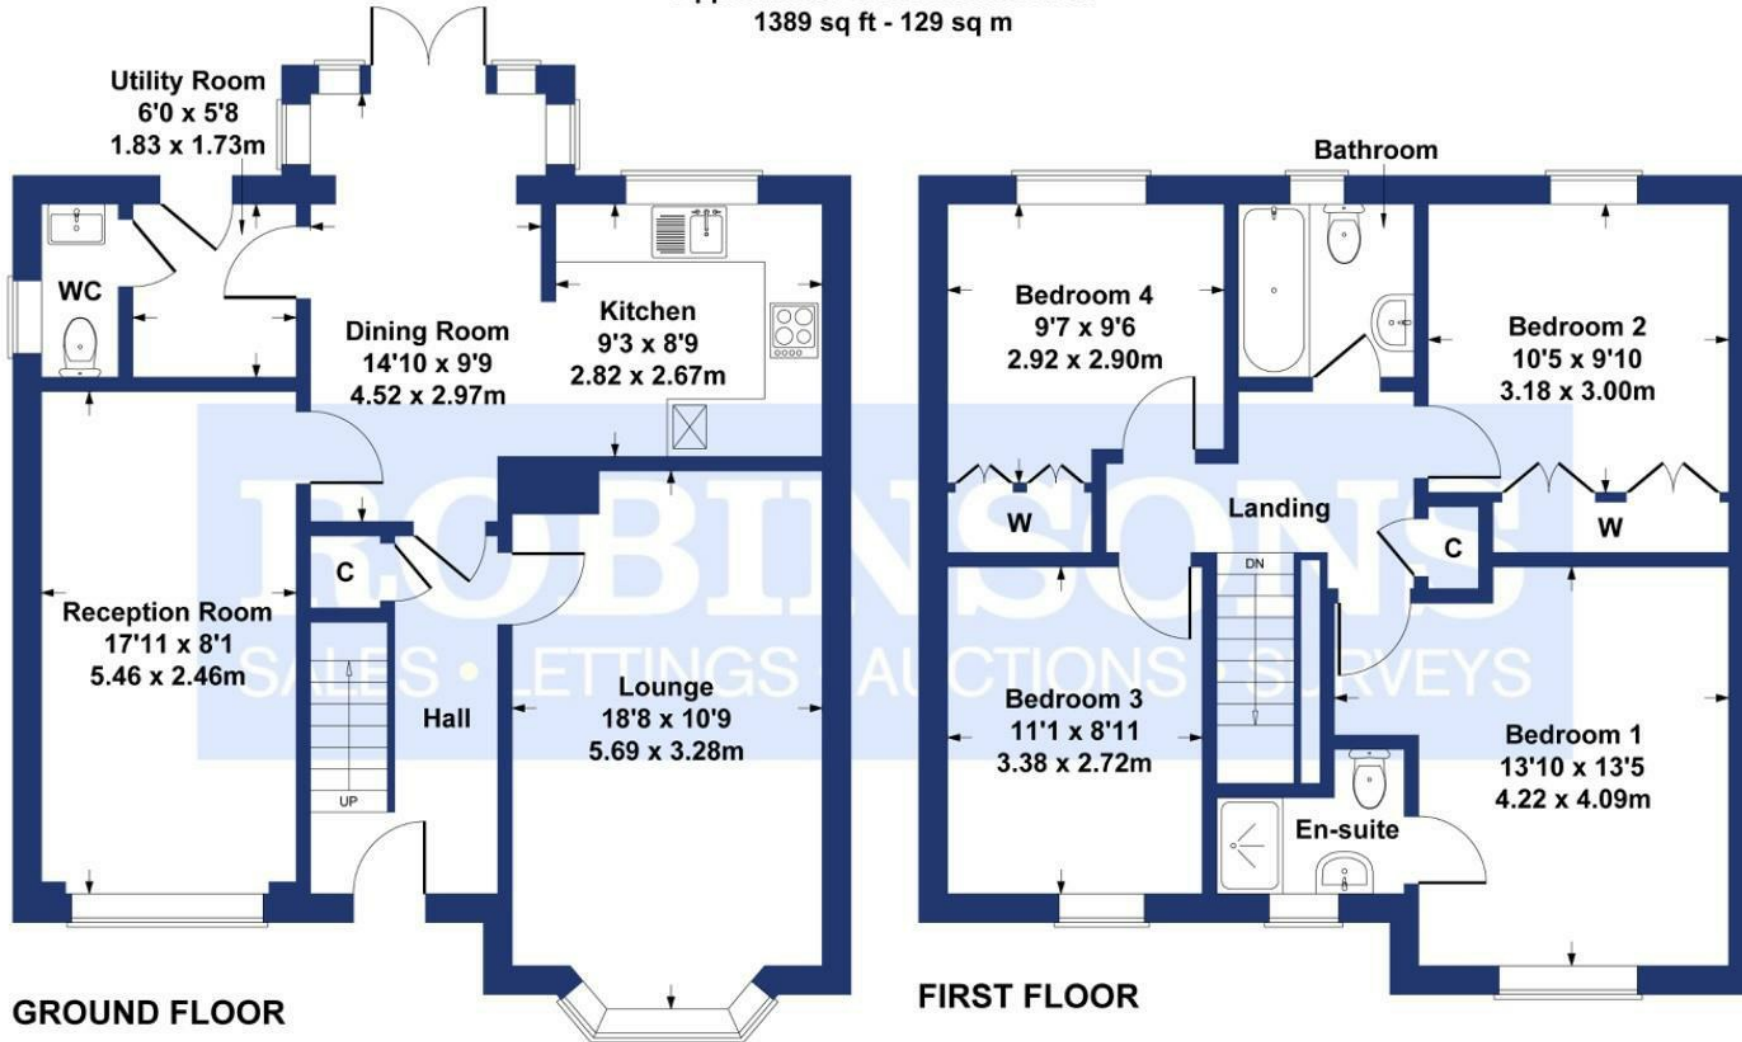 1389 sq ft - 129 sq m
Utility Room
6'0 x 5'8
1.83 x 1.73m
WC
Dining Room
14'10 x 9'9
4.52 x 2.97m
Kitchen
9'3 x 8'9
2.82 x 2.67m
C
Reception Room
17'11 x 8'1
5.46 x 2.46m
Hall
UP
Lounge
18'8 x 10'9
5.69 x 3.28m
GROUND FLOOR
Bathroom
Bedroom 4
9'7 x 9'6
2.92 x 2.90m
Bedroom 2
10'5 x 9'10
3.18 x 3.00m
W
Landing
C
W
DN
Bedroom 3
11'1 x 8'11
3.38 x 2.72m
Bedroom 1
13'10 x 13'5
4.22 x 4.09m
En-suite
FIRST FLOOR
ROBINSONS
SALES • LETTINGS • AUCTIONS • SURVEYS